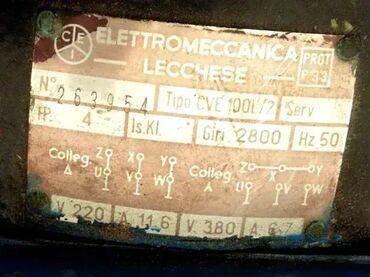 C E I ELETTROMECCANICA PROT
LECCHESE P33
N° 263954 Tipo CVE 100L/2 Serv
HP 4 Is.Kl. Giri 2800 Hz 50
Colleg. Z X Y Colleg. Z Y
Δ U V W X U V W
V 220 A 11,6 V 380 A 6,7